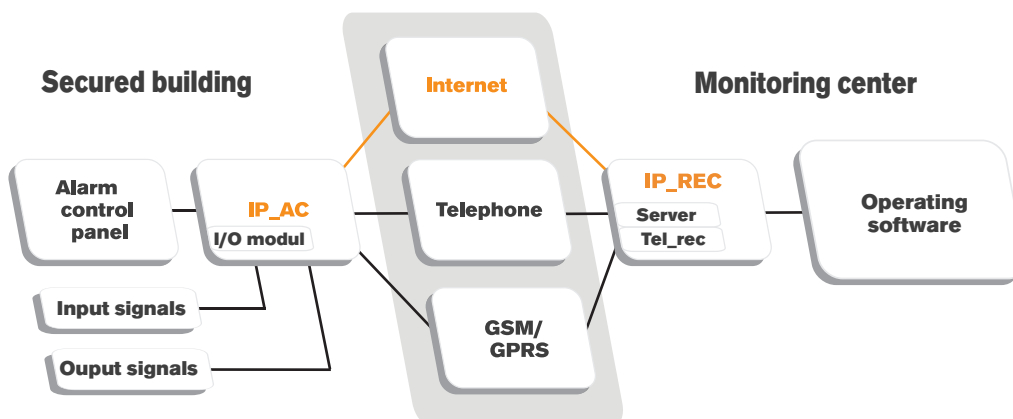 Secured building
Internet
Monitoring center
Alarm
control
panel
IP_AC
I/O modul
Telephone
IP_REC
Server
Tel_rec
Operating
software
Input signals
Ouput signals
GSM/
GPRS